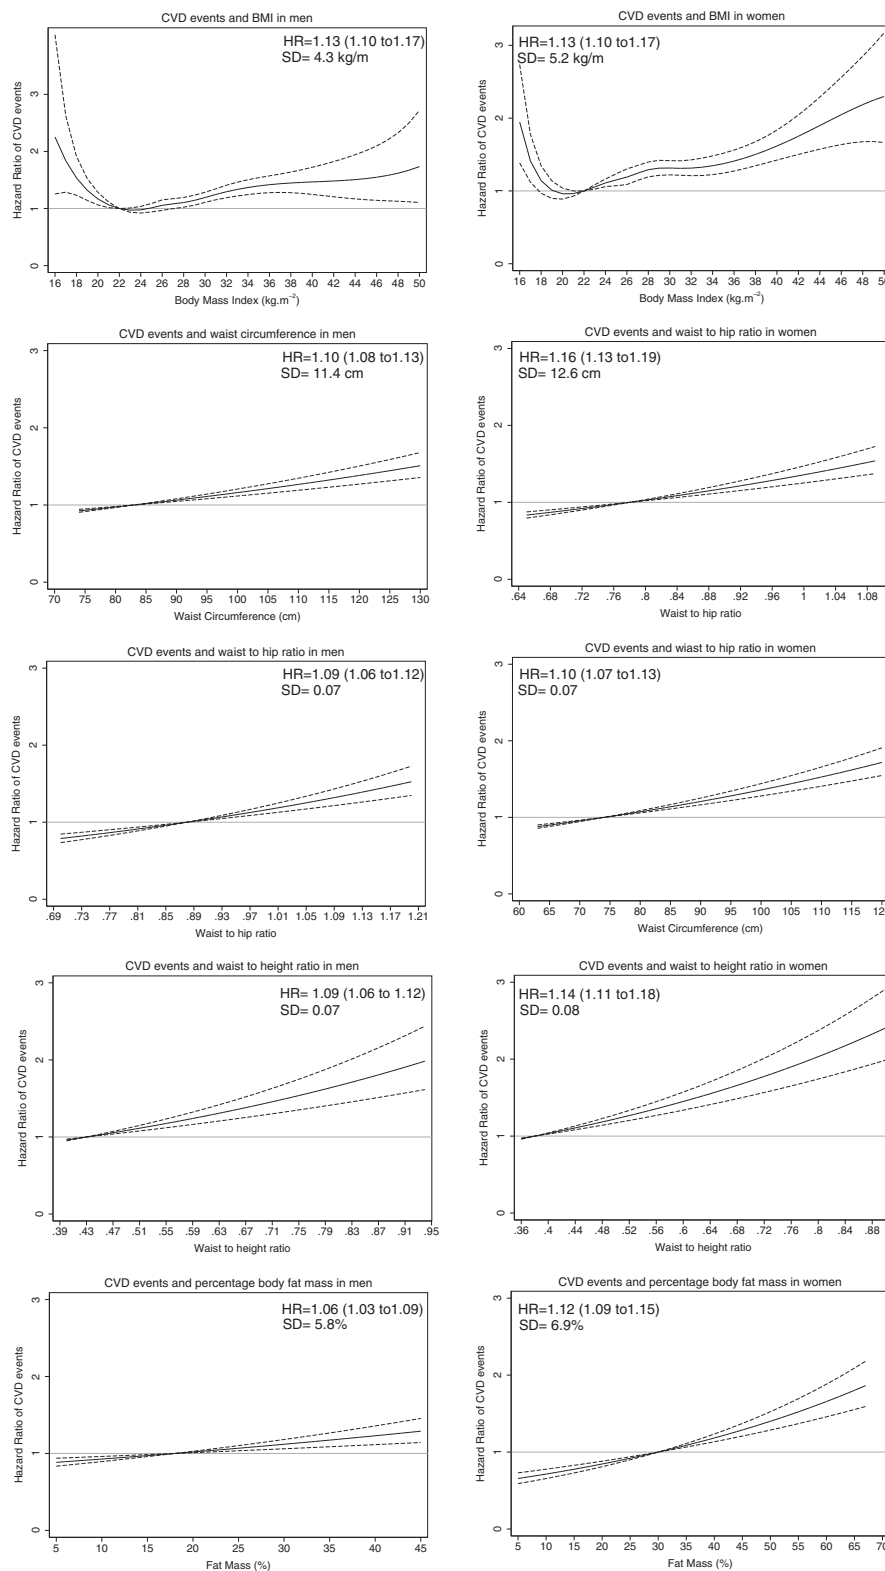 CVD events and BMI in men
HR=1.13 (1.10 to1.17)
SD= 4.3 kg/m
Hazard Ratio of CVD events
0 1 2 3
16 18 20 22 24 26 28 30 32 34 36 38 40 42 44 46 48 50
Body Mass Index (kg.m⁻²)
CVD events and BMI in women
HR=1.13 (1.10 to1.17)
SD= 5.2 kg/m
Hazard Ratio of CVD events
0 1 2 3
16 18 20 22 24 26 28 30 32 34 36 38 40 42 44 46 48 50
Body Mass Index (kg.m⁻²)
CVD events and waist circumference in men
HR=1.10 (1.08 to1.13)
SD= 11.4 cm
Hazard Ratio of CVD events
0 1 2 3
70 75 80 85 90 95 100 105 110 115 120 125 130
Waist Circumference (cm)
CVD events and waist to hip ratio in women
HR=1.16 (1.13 to1.19)
SD= 12.6 cm
Hazard Ratio of CVD events
0 1 2 3
.64 .68 .72 .76 .8 .84 .88 .92 .96 1 1.04 1.08
Waist to hip ratio
CVD events and waist to hip ratio in men
HR=1.09 (1.06 to1.12)
SD= 0.07
Hazard Ratio of CVD events
0 1 2 3
.69 .73 .77 .81 .85 .89 .93 .97 1.01 1.05 1.09 1.13 1.17 1.21
Waist to hip ratio
CVD events and wiast to hip ratio in women
HR=1.10 (1.07 to1.13)
SD= 0.07
Hazard Ratio of CVD events
0 1 2 3
60 65 70 75 80 85 90 95 100 105 110 115 120
Waist Circumference (cm)
CVD events and waist to height ratio in men
HR= 1.09 (1.06 to 1.12)
SD= 0.07
Hazard Ratio of CVD events
0 1 2 3
.39 .43 .47 .51 .55 .59 .63 .67 .71 .75 .79 .83 .87 .91 .95
Waist to height ratio
CVD events and waist to height ratio in women
HR=1.14 (1.11 to1.18)
SD= 0.08
Hazard Ratio of CVD events
0 1 2 3
.36 .4 .44 .48 .52 .56 .6 .64 .68 .72 .76 .8 .84 .88
Waist to height ratio
CVD events and percentage body fat mass in men
HR=1.06 (1.03 to1.09)
SD= 5.8%
Hazard Ratio of CVD events
0 1 2 3
5 10 15 20 25 30 35 40 45
Fat Mass (%)
CVD events and percentage body fat mass in women
HR=1.12 (1.09 to1.15)
SD= 6.9%
Hazard Ratio of CVD events
0 1 2 3
5 10 15 20 25 30 35 40 45 50 55 60 65 70
Fat Mass (%)